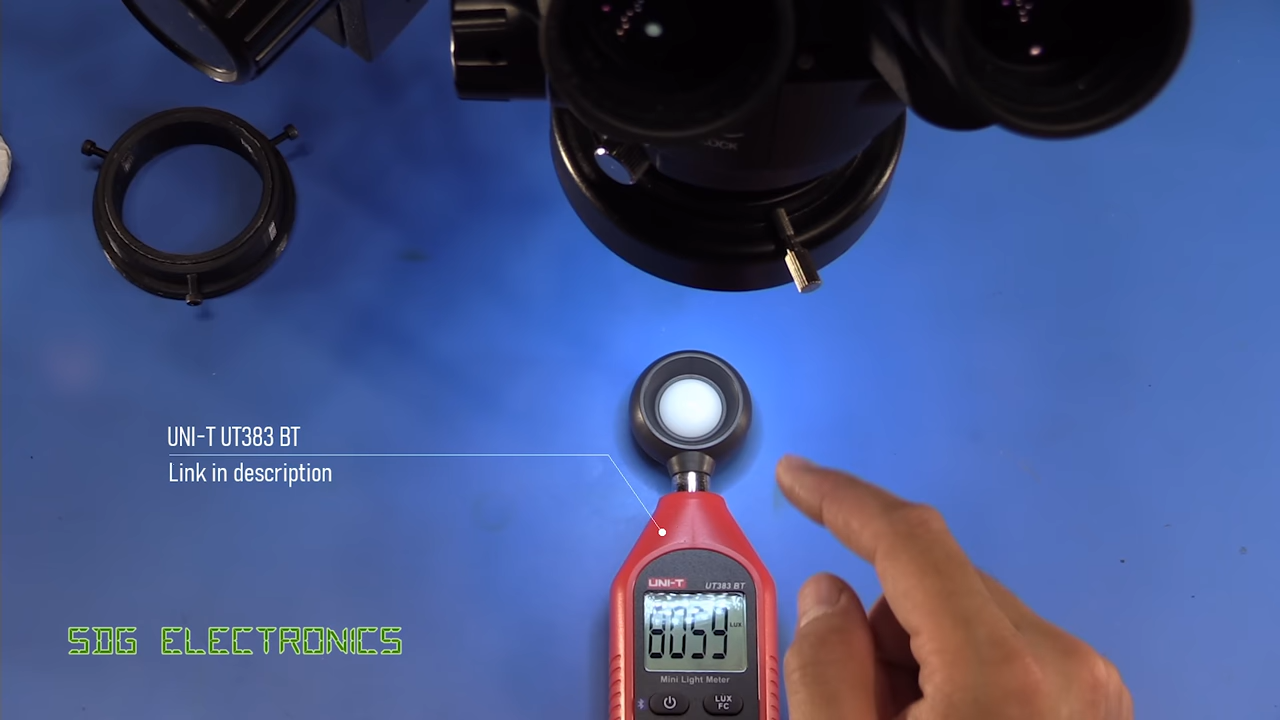 UNI-T UT383 BT
Link in description
SDG ELECTRONICS
UNI-T UT383 BT
6059 LUX
Mini Light Meter
LUX
FC